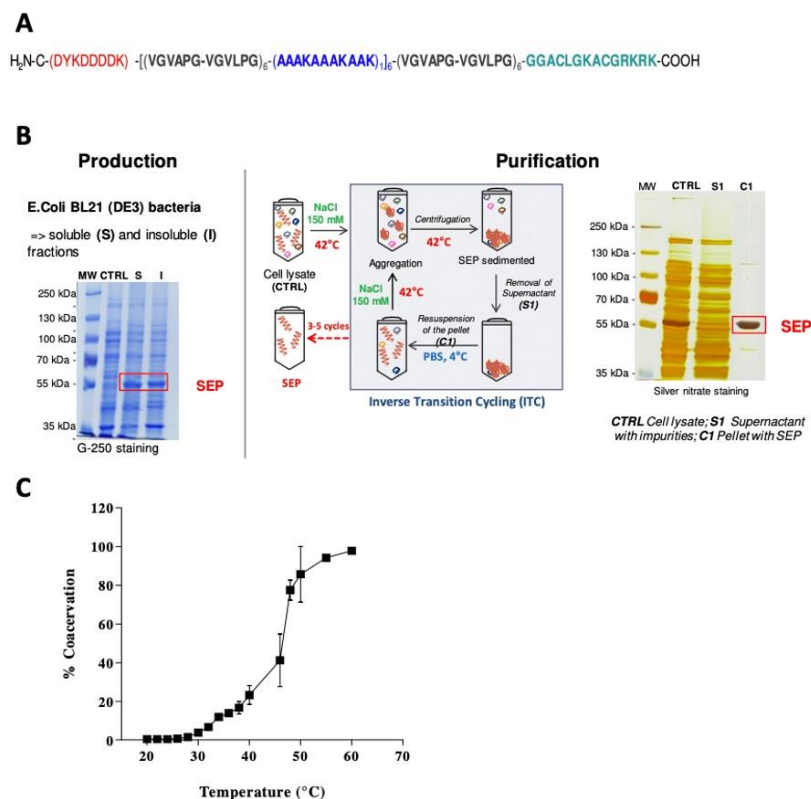 A
H₂N-C-(DYKDDDDK) -[(VGVAPG-VGVLPG)₆-(AAAKAAAKAAK)₁]₆-(VGVAPG-VGVLPG)₆-GGACLGKACGRKRK-COOH
B
Production
E.Coli BL21 (DE3) bacteria
=> soluble (S) and insoluble (I)
fractions
MW CTRL S I
250 kDa
130 kDa
100 kDa
70 kDa
55 kDa
35 kDa
SEP
G-250 staining
Purification
NaCl
150 mM
42°C
Cell lysate
(CTRL)
Aggregation
Centrifugation
42°C
SEP sedimented
Removal of
Supernactant
(S1)
NaCl
150 mM
42°C
Resuspension
of the pellet
(C1)
PBS, 4°C
3-5 cycles
SEP
Inverse Transition Cycling (ITC)
MW CTRL S1 C1
250 kDa
130 kDa
100 kDa
70 kDa
55 kDa
35 kDa
SEP
Silver nitrate staining
CTRL Cell lysate; S1 Supernactant
with impurities; C1 Pellet with SEP
C
% Coacervation
120
100
80
60
40
20
0
20 30 40 50 60 70
Temperature (°C)